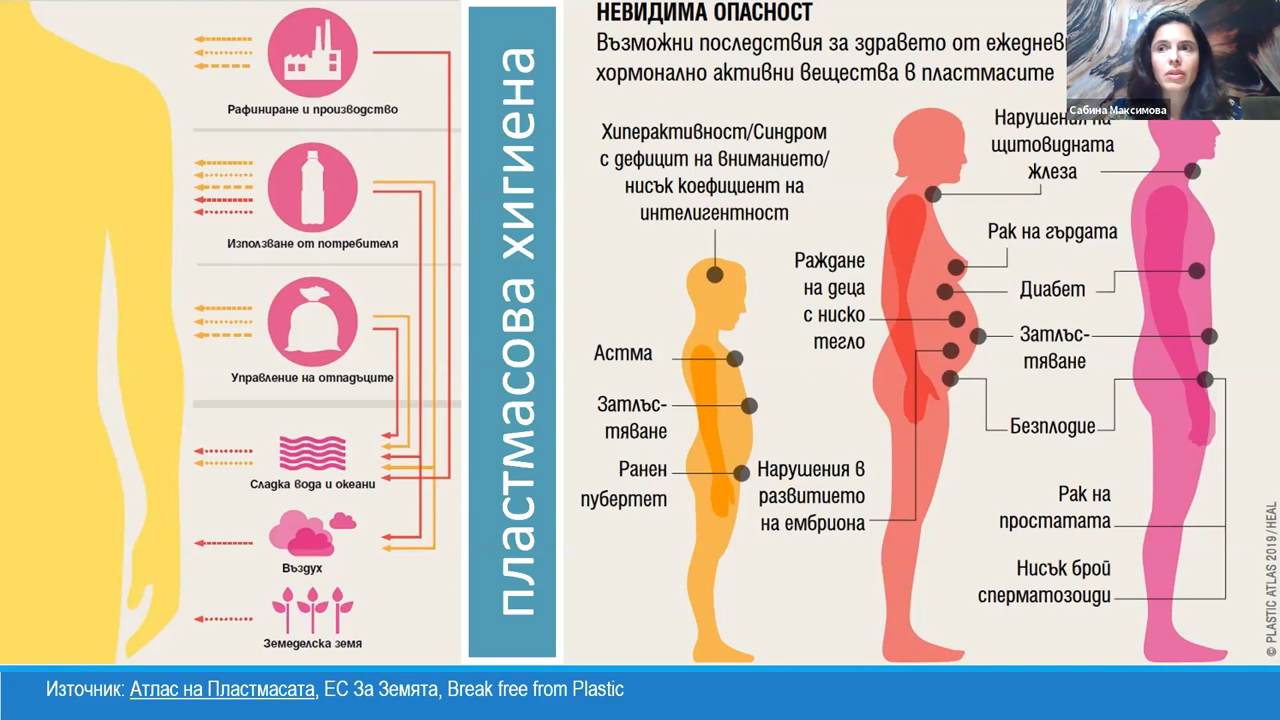 Рафиниране и производство
Използване от потребителя
Управление на отпадъците
Сладка вода и океани
Въздух
Земеделска земя
пластмасова хигиена
НЕВИДИМА ОПАСНОСТ
Възможни последствия за здравето от
хормонално активни вещества в пластмасите
Сабина Максимова
Хиперактивност/Синдром
с дефицит на вниманието/
нисък коефициент на
интелигентност
Астма
Затлъс-
тяване
Ранен
пубертет
Нарушения на
щитовидната
жлеза
Рак на гърдата
Раждане
на деца
с ниско
тегло
Диабет
Затлъс-
тяване
Безплодие
Нарушения в
развитието
на ембриона
Рак на
простатата
Нисък брой
сперматозоиди
© PLASTIC ATLAS 2019 / HEAL
Източник: Атлас на Пластмасата, ЕС За Земята, Break free from Plastic